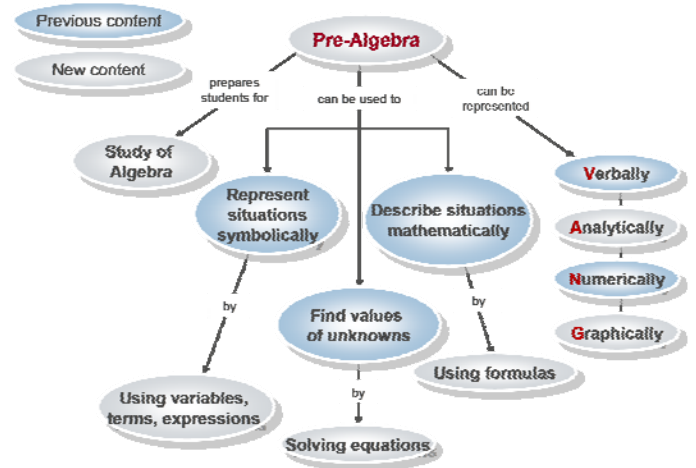 Previous content
New content
Pre-Algebra
prepares
students for
can be used to
can be
represented
Study of
Algebra
Represent
situations
symbolically
Describe situations
mathematically
Verbally
Analytically
Numerically
Graphically
by
Find values
of unknowns
by
Using formulas
Using variables,
terms, expressions
by
Solving equations